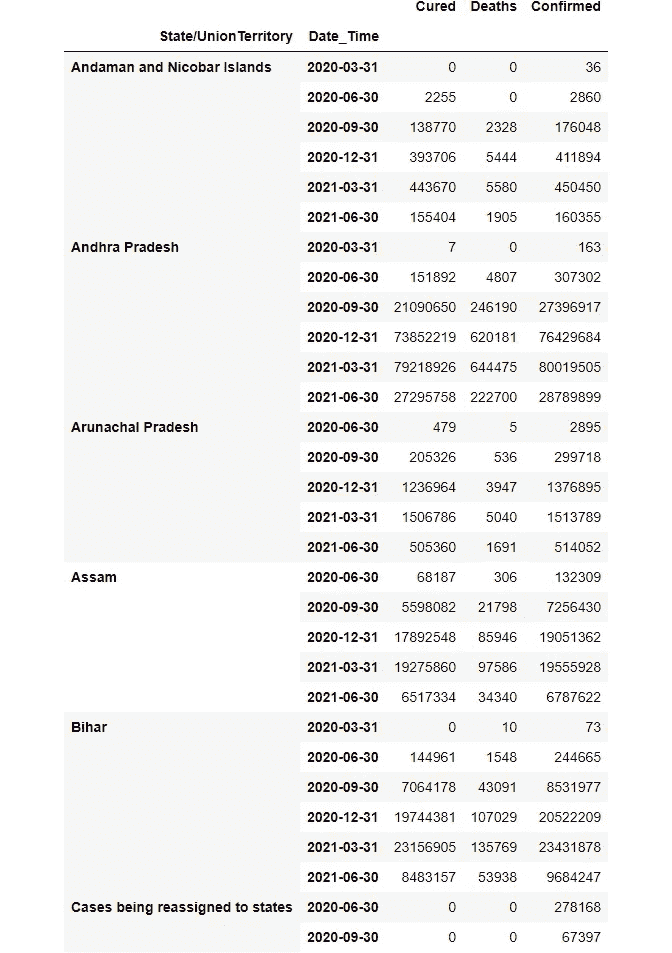 Cured Deaths Confirmed
State/UnionTerritory Date_Time
Andaman and Nicobar Islands 2020-03-31 0 0 36
2020-06-30 2255 0 2860
2020-09-30 138770 2328 176048
2020-12-31 393706 5444 411894
2021-03-31 443670 5580 450450
2021-06-30 155404 1905 160355
Andhra Pradesh 2020-03-31 7 0 163
2020-06-30 151892 4807 307302
2020-09-30 21090650 246190 27396917
2020-12-31 73852219 620181 76429684
2021-03-31 79218926 644475 80019505
2021-06-30 27295758 222700 28789899
Arunachal Pradesh 2020-06-30 479 5 2895
2020-09-30 205326 536 299718
2020-12-31 1236964 3947 1376895
2021-03-31 1506786 5040 1513789
2021-06-30 505360 1691 514052
Assam 2020-06-30 68187 306 132309
2020-09-30 5598082 21798 7256430
2020-12-31 17892548 85946 19051362
2021-03-31 19275860 97586 19555928
2021-06-30 6517334 34340 6787622
Bihar 2020-03-31 0 10 73
2020-06-30 144961 1548 244665
2020-09-30 7064178 43091 8531977
2020-12-31 19744381 107029 20522209
2021-03-31 23156905 135769 23431878
2021-06-30 8483157 53938 9684247
Cases being reassigned to states 2020-06-30 0 0 278168
2020-09-30 0 0 67397